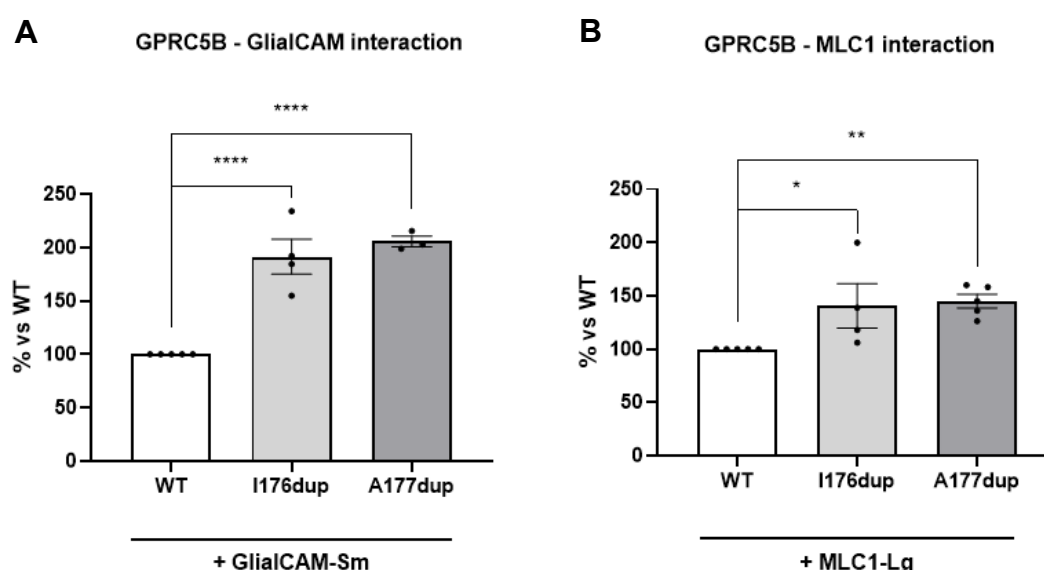 A
GPRC5B - GlialCAM interaction
****
****
250
200
150
100
50
0
% vs WT
WT
I176dup
A177dup
+ GlialCAM-Sm
B
GPRC5B - MLC1 interaction
**
*
250
200
150
100
50
0
% vs WT
WT
I176dup
A177dup
+ MLC1-Lg